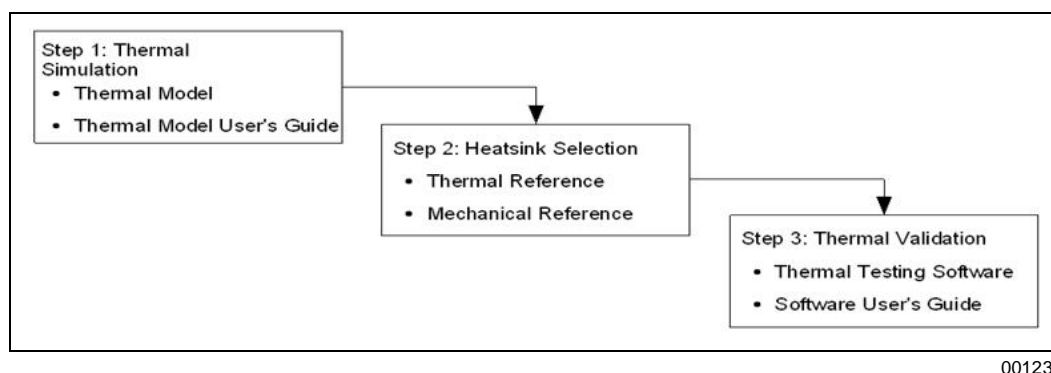 Step 1: Thermal
Simulation
• Thermal Model
• Thermal Model User's Guide
Step 2: Heatsink Selection
• Thermal Reference
• Mechanical Reference
Step 3: Thermal Validation
• Thermal Testing Software
• Software User's Guide
00123